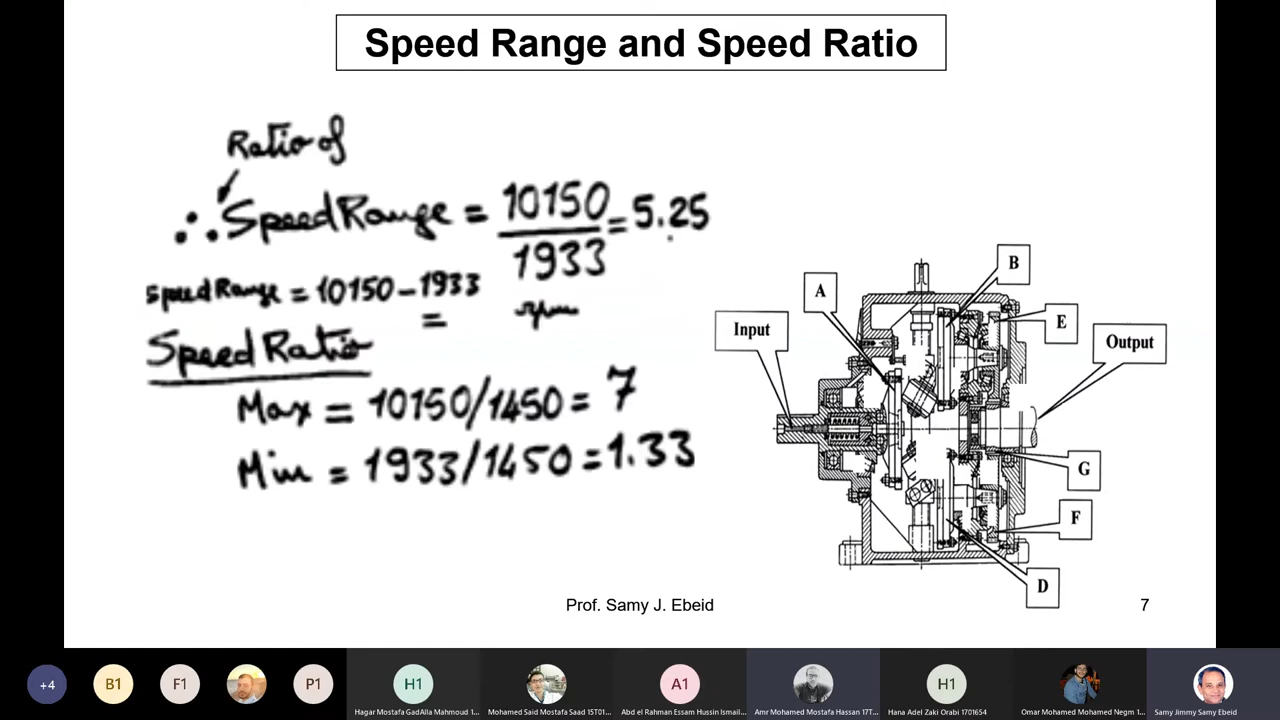 Speed Range and Speed Ratio
Ratio of
∴ Speed Range = 10150/1933 = 5.25
Speed Range = 10150 - 1933
= rpm
Speed Ratio
Max = 10150/1450 = 7
Min = 1933/1450 = 1.33
A
B
Input
E
Output
G
F
D
Prof. Samy J. Ebeid
7
+4
B1
F1
P1
H1
A1
H1
Hagar Mostafa GadAlla Mahmoud 1...
Mohamed Said Mostafa Saad 15T01...
Abd el Rahman Essam Hussin Ismail...
Amr Mohamed Mostafa Hassan 17T...
Hana Adel Zaki Orabi 1701654
Omar Mohamed Mohamed Negm 1...
Samy Jimmy Samy Ebeid